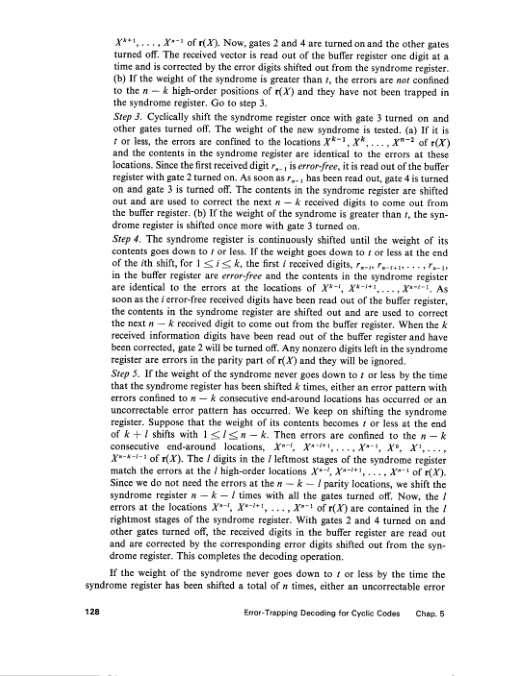 X^{k+1}, . . . , X^{n-1} of r(X). Now, gates 2 and 4 are turned on and the other gates
turned off. The received vector is read out of the buffer register one digit at a
time and is corrected by the error digits shifted out from the syndrome register.
(b) If the weight of the syndrome is greater than t, the errors are not confined
to the n − k high-order positions of r(X) and they have not been trapped in
the syndrome register. Go to step 3.
Step 3. Cyclically shift the syndrome register once with gate 3 turned on and
other gates turned off. The weight of the new syndrome is tested. (a) If it is
t or less, the errors are confined to the locations X^{k-1}, X^k, . . . , X^{n-2} of r(X)
and the contents in the syndrome register are identical to the errors at these
locations. Since the first received digit r_{n-1} is error-free, it is read out of the buffer
register with gate 2 turned on. As soon as r_{n-1} has been read out, gate 4 is turned
on and gate 3 is turned off. The contents in the syndrome register are shifted
out and are used to correct the next n − k received digits to come out from
the buffer register. (b) If the weight of the syndrome is greater than t, the syn-
drome register is shifted once more with gate 3 turned on.
Step 4. The syndrome register is continuously shifted until the weight of its
contents goes down to t or less. If the weight goes down to t or less at the end
of the ith shift, for 1 ≤ i ≤ k, the first i received digits, r_{n-i}, r_{n-i+1}, . . . , r_{n-1},
in the buffer register are error-free and the contents in the syndrome register
are identical to the errors at the locations of X^{k-i}, X^{k-i+1}, . . . , X^{n-i-1}. As
soon as the i error-free received digits have been read out of the buffer register,
the contents in the syndrome register are shifted out and are used to correct
the next n − k received digit to come out from the buffer register. When the k
received information digits have been read out of the buffer register and have
been corrected, gate 2 will be turned off. Any nonzero digits left in the syndrome
register are errors in the parity part of r(X) and they will be ignored.
Step 5. If the weight of the syndrome never goes down to t or less by the time
that the syndrome register has been shifted k times, either an error pattern with
errors confined to n − k consecutive end-around locations has occurred or an
uncorrectable error pattern has occurred. We keep on shifting the syndrome
register. Suppose that the weight of its contents becomes t or less at the end
of k + l shifts with 1 ≤ l ≤ n − k. Then errors are confined to the n − k
consecutive end-around locations, X^{n-l}, X^{n-l+1}, . . . , X^{n-1}, X^0, X^1, . . . ,
X^{n-k-l-1} of r(X). The l digits in the l leftmost stages of the syndrome register
match the errors at the l high-order locations X^{n-l}, X^{n-l+1}, . . . , X^{n-1} of r(X).
Since we do not need the errors at the n − k − l parity locations, we shift the
syndrome register n − k − l times with all the gates turned off. Now, the l
errors at the locations X^{n-l}, X^{n-l+1}, . . . , X^{n-1} of r(X) are contained in the l
rightmost stages of the syndrome register. With gates 2 and 4 turned on and
other gates turned off, the received digits in the buffer register are read out
and are corrected by the corresponding error digits shifted out from the syn-
drome register. This completes the decoding operation.
If the weight of the syndrome never goes down to t or less by the time the
syndrome register has been shifted a total of n times, either an uncorrectable error
128 Error-Trapping Decoding for Cyclic Codes Chap. 5